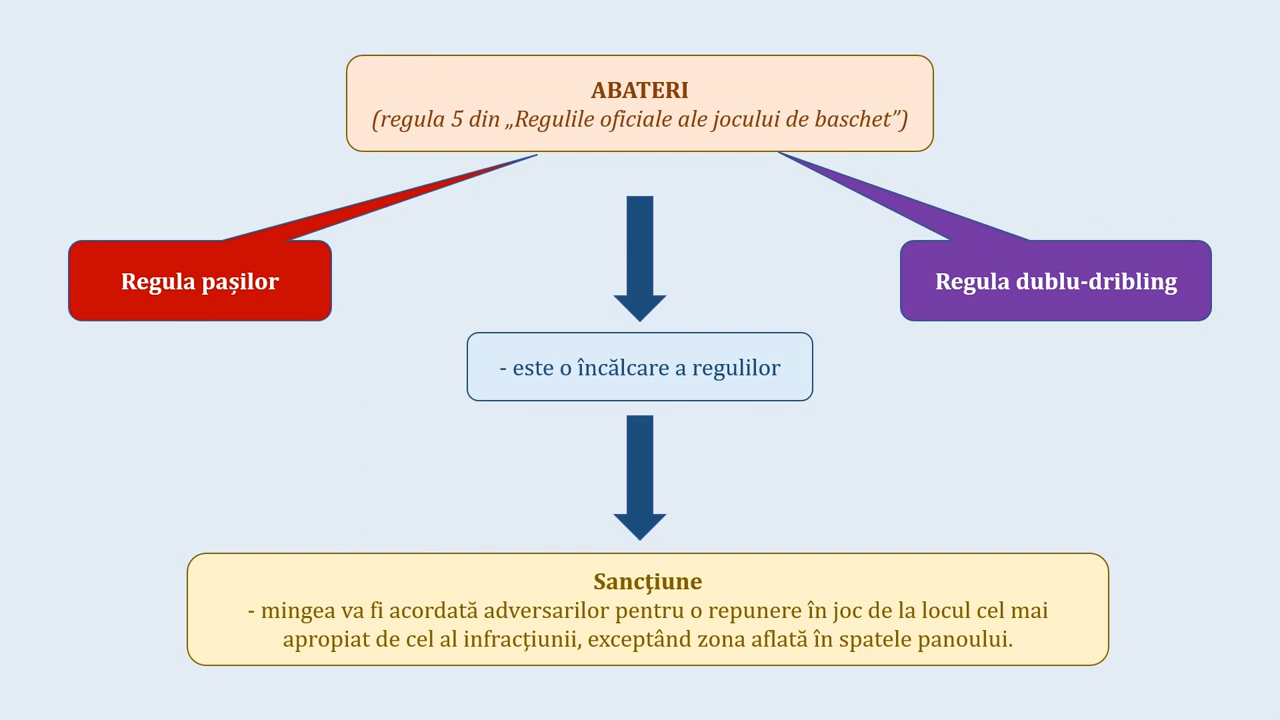 ABATERI
(regula 5 din „Regulile oficiale ale jocului de baschet”)
Regula pașilor
Regula dublu-dribling
- este o încălcare a regulilor
Sancțiune
- mingea va fi acordată adversarilor pentru o repunere în joc de la locul cel mai
apropiat de cel al infracțiunii, exceptând zona aflată în spatele panoului.